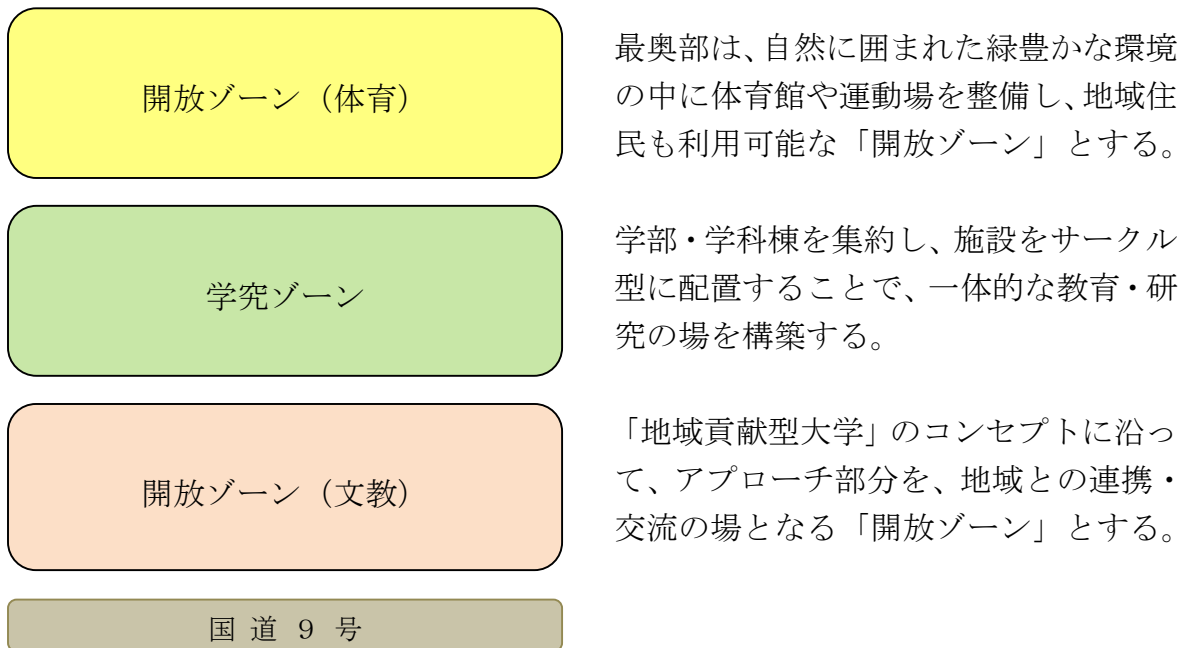 開放ゾーン（体育）
最奥部は、自然に囲まれた緑豊かな環境
の中に体育館や運動場を整備し、地域住
民も利用可能な「開放ゾーン」とする。
学究ゾーン
学部・学科棟を集約し、施設をサークル
型に配置することで、一体的な教育・研
究の場を構築する。
開放ゾーン（文教）
「地域貢献型大学」のコンセプトに沿っ
て、アプローチ部分を、地域との連携・
交流の場となる「開放ゾーン」とする。
国 道 ９ 号